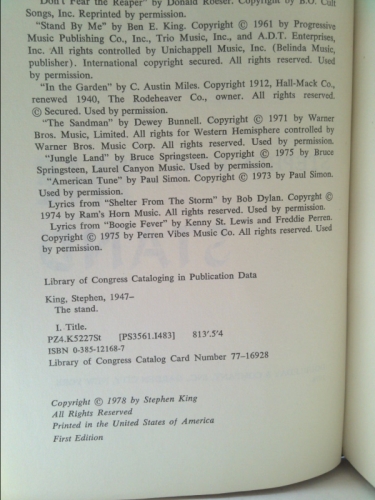 Don't Fear the Reaper" by Donald Roeser. Copyright by B.O. Cult
Songs, Inc. Reprinted by permission.
"Stand By Me" by Ben E. King. Copyright © 1961 by Progressive
Music Publishing Co., Inc., Trio Music, Inc., and A.D.T. Enterprises,
Inc. All rights controlled by Unichappell Music, Inc. (Belinda Music,
publisher). International copyright secured. All rights reserved. Used
by permission.
"In the Garden" by C. Austin Miles. Copyright 1912, Hall-Mack Co.,
renewed 1940, The Rodeheaver Co., owner. All rights reserved.
© Secured. Used by permission.
"The Sandman" by Dewey Bunnell. Copyright © 1971 by Warner
Bros. Music, Limited. All rights for Western Hemisphere controlled by
Warner Bros. Music Corp. All rights reserved. Used by permission.
"Jungle Land" by Bruce Springsteen. Copyright © 1975 by Bruce
Springsteen, Laurel Canyon Music. Used by permission.
"American Tune" by Paul Simon. Copyright © 1973 by Paul Simon.
Used by permission.
Lyrics from "Shelter From The Storm" by Bob Dylan. Copyrght ©
1974 by Ram's Horn Music. All rights reserved. Used by permission.
Lyrics from "Boogie Fever" by Kenny St. Lewis and Freddie Perren.
Copyright © 1975 by Perren Vibes Music Co. All rights reserved. Used
by permission.
Library of Congress Cataloging in Publication Data
King, Stephen, 1947–
The stand.
I. Title.
PZ4.K5227St [PS3561.I483] 813'.5'4
ISBN 0-385-12168-7
Library of Congress Catalog Card Number 77–16928
Copyright © 1978 by Stephen King
All Rights Reserved
Printed in the United States of America
First Edition